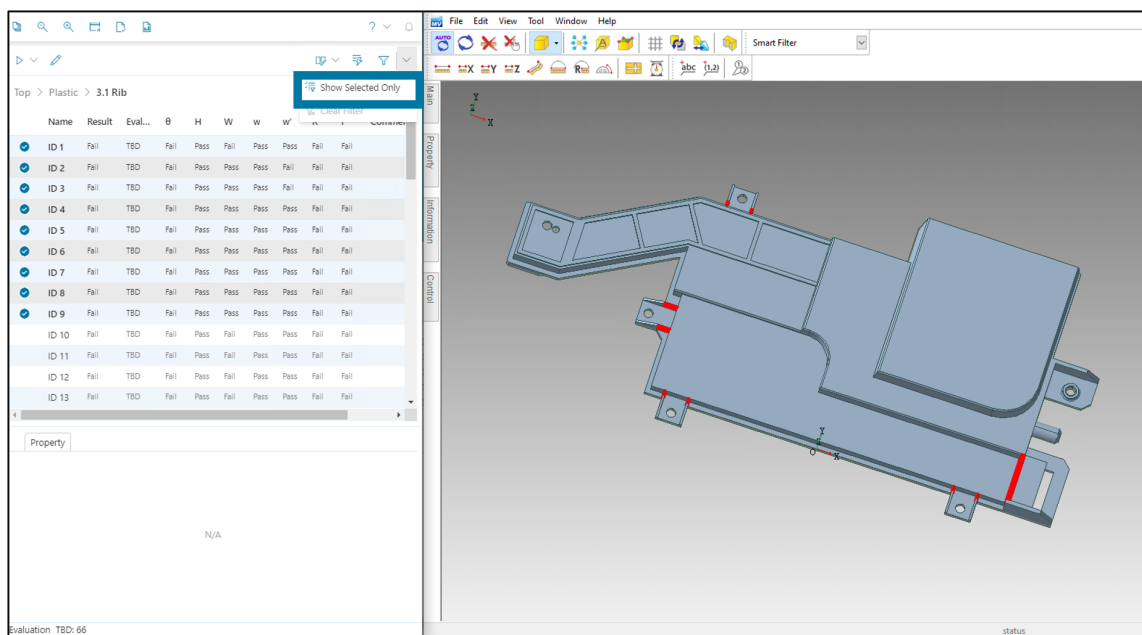 ?
MV File Edit View Tool Window Help
AUTO
Smart Filter
X Y Z R abc (1,2)
Show Selected Only
Clear Filter
Top > Plastic > 3.1 Rib
Name Result Eval... θ H W w w'
ID 1 Fail TBD Fail Pass Fail Pass Pass Fail Fail
ID 2 Fail TBD Fail Pass Pass Pass Fail Fail Fail
ID 3 Fail TBD Fail Pass Pass Pass Fail Fail Fail
ID 4 Fail TBD Fail Pass Pass Pass Pass Fail Fail
ID 5 Fail TBD Fail Pass Pass Pass Pass Fail Fail
ID 6 Fail TBD Fail Pass Pass Pass Pass Fail Fail
ID 7 Fail TBD Fail Pass Pass Pass Pass Fail Fail
ID 8 Fail TBD Fail Pass Fail Pass Pass Fail Fail
ID 9 Fail TBD Fail Pass Fail Pass Pass Fail Fail
ID 10 Fail TBD Fail Pass Fail Pass Pass Fail Fail
ID 11 Fail TBD Fail Pass Pass Pass Pass Fail Fail
ID 12 Fail TBD Fail Pass Fail Pass Pass Fail Fail
ID 13 Fail TBD Fail Pass Fail Pass Pass Fail Fail
Property
N/A
Evaluation TBD: 66
Main
Property
Information
Control
Y
Z
X
Y
Z
O
X
status